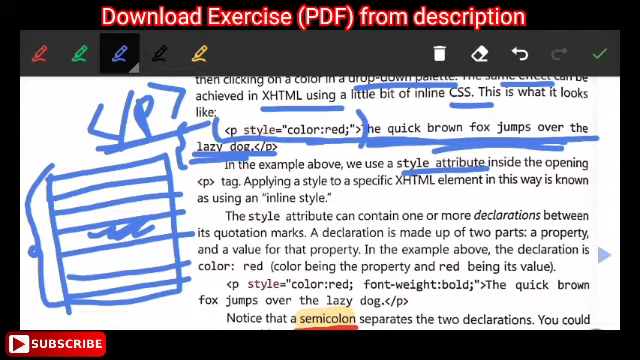 Download Exercise (PDF) from description
then clicking on a color in a drop-down palette. The same effect can be
achieved in XHTML using a little bit of inline CSS. This is what it looks
like:
</p>
<p style="color:red;">The quick brown fox jumps over the
lazy dog.</p>
In the example above, we use a style attribute inside the opening
<p> tag. Applying a style to a specific XHTML element in this way is known
as using an "inline style."
The style attribute can contain one or more declarations between
its quotation marks. A declaration is made up of two parts: a property,
and a value for that property. In the example above, the declaration is
color: red (color being the property and red being its value).
<p style="color:red; font-weight:bold;">The quick brown
fox jumps over the lazy dog.</p>
Notice that a semicolon separates the two declarations. You could
SUBSCRIBE